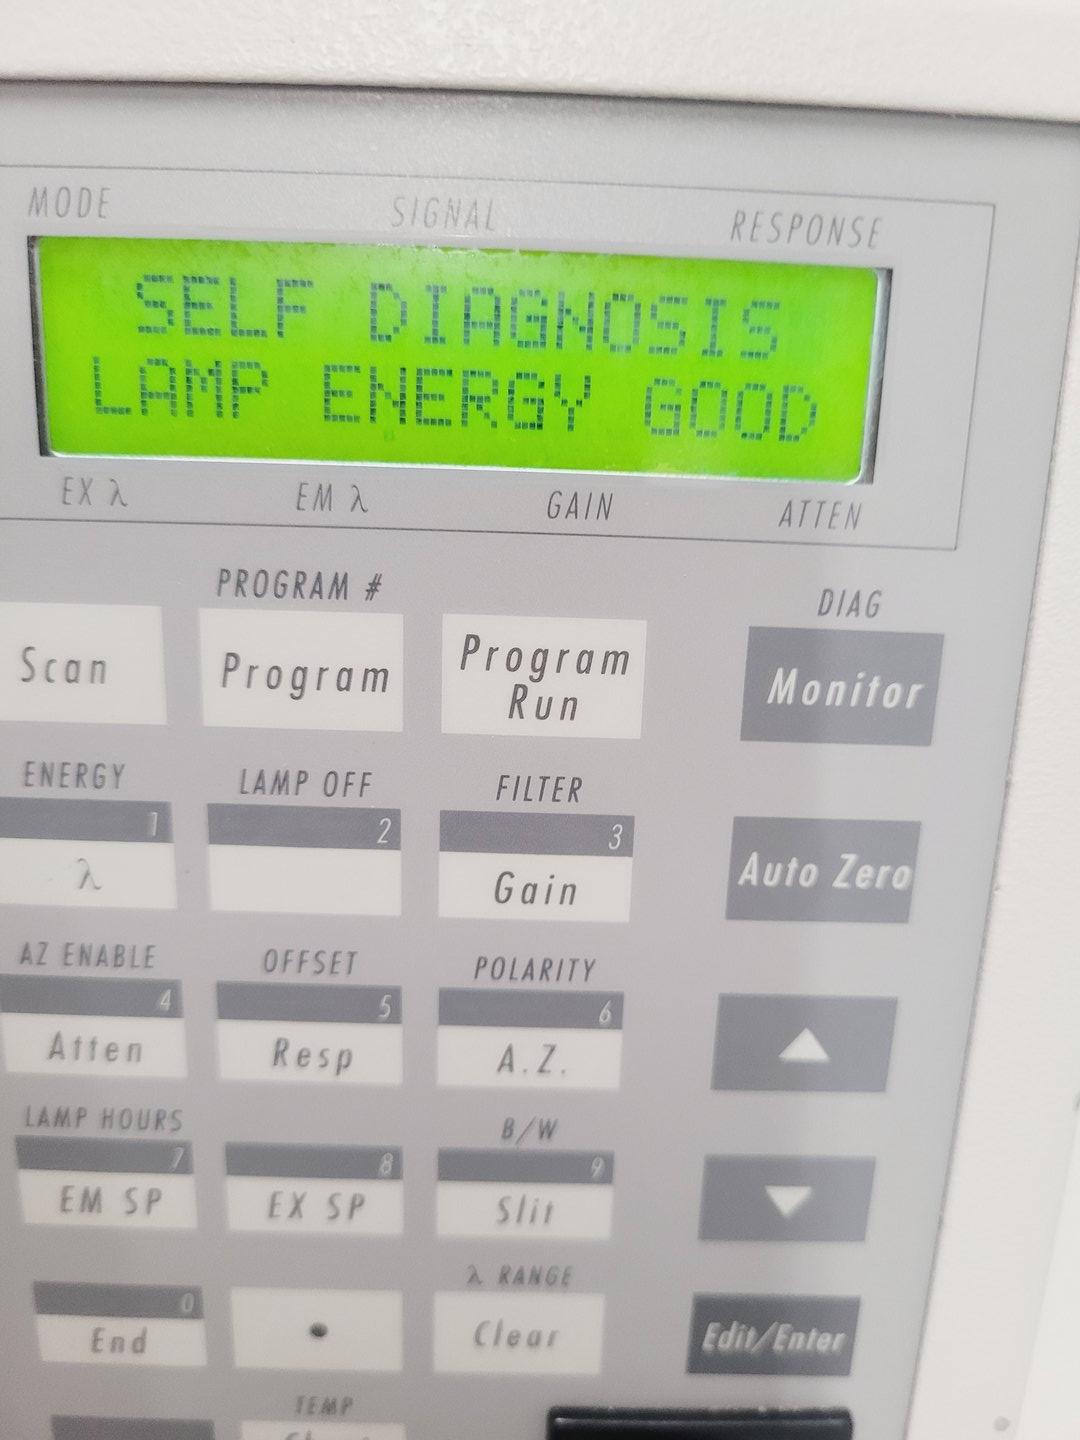 MODE SIGNAL RESPONSE
SELF DIAGNOSIS
LAMP ENERGY GOOD
EX λ EM λ GAIN ATTEN
PROGRAM # DIAG
Scan Program Program Run Monitor
ENERGY LAMP OFF FILTER
1 2 3
λ Gain Auto Zero
AZ ENABLE OFFSET POLARITY
4 5 6
Atten Resp A.Z.
LAMP HOURS B/W
7 8 9
EM SP EX SP Slit
λ RANGE
0
End Clear Edit/Enter
TEMP